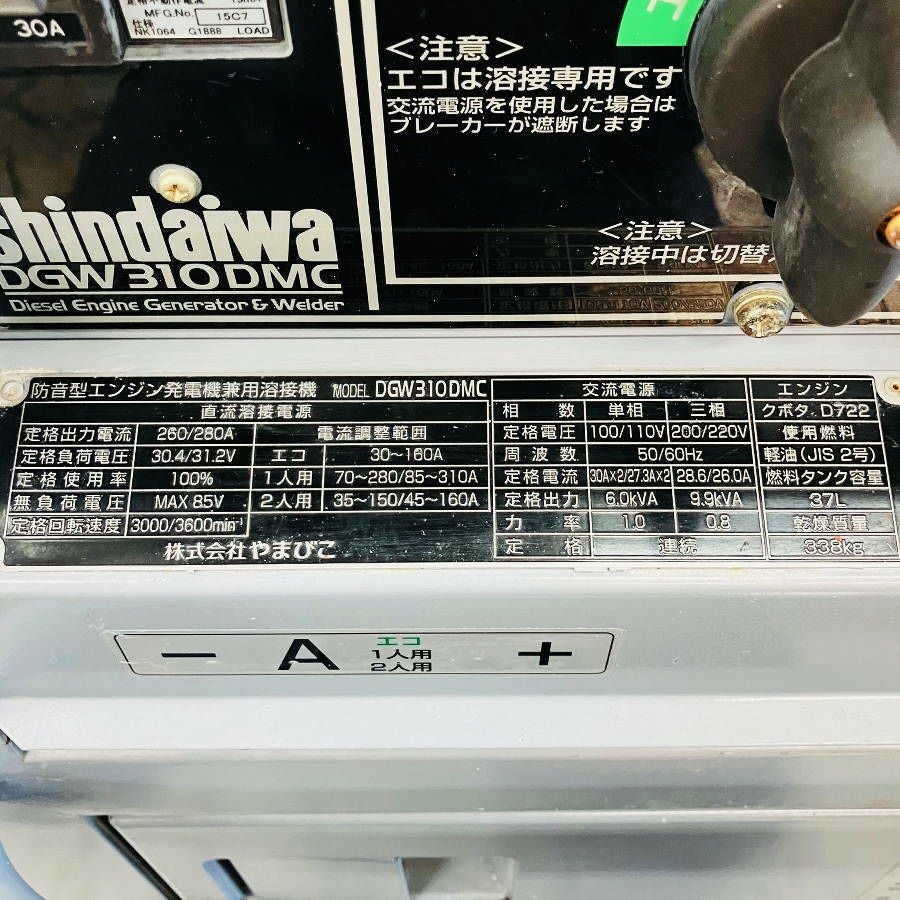 MFG.No. 15C7
仕様
NK1064 G1888 LOAD
30A
＜注意＞
エコは溶接専用です
交流電源を使用した場合は
ブレーカーが遮断します
＜注意＞
溶接中は切替
shindaiwa
DGW310DMC
Diesel Engine Generator & Welder
防音型エンジン発電機兼用溶接機 MODEL DGW310DMC
直流溶接電源
定格出力電流 260/280A 電流調整範囲
定格負荷電圧 30.4/31.2V エコ 30～160A
定格使用率 100% 1人用 70～280/85～310A
無負荷電圧 MAX 85V 2人用 35～150/45～160A
定格回転速度 3000/3600min⁻¹
株式会社やまびこ
交流電源
相数 単相 三相
定格電圧 100/110V 200/220V
周波数 50/60Hz
定格電流 30A×2/27.3A×2 28.6/26.0A
定格出力 6.0kVA 9.9kVA
力率 1.0 0.8
定格 連続
エンジン
クボタ D722
使用燃料
軽油(JIS 2号)
燃料タンク容量
37L
乾燥質量
338kg
－ A エコ ＋
1人用
2人用